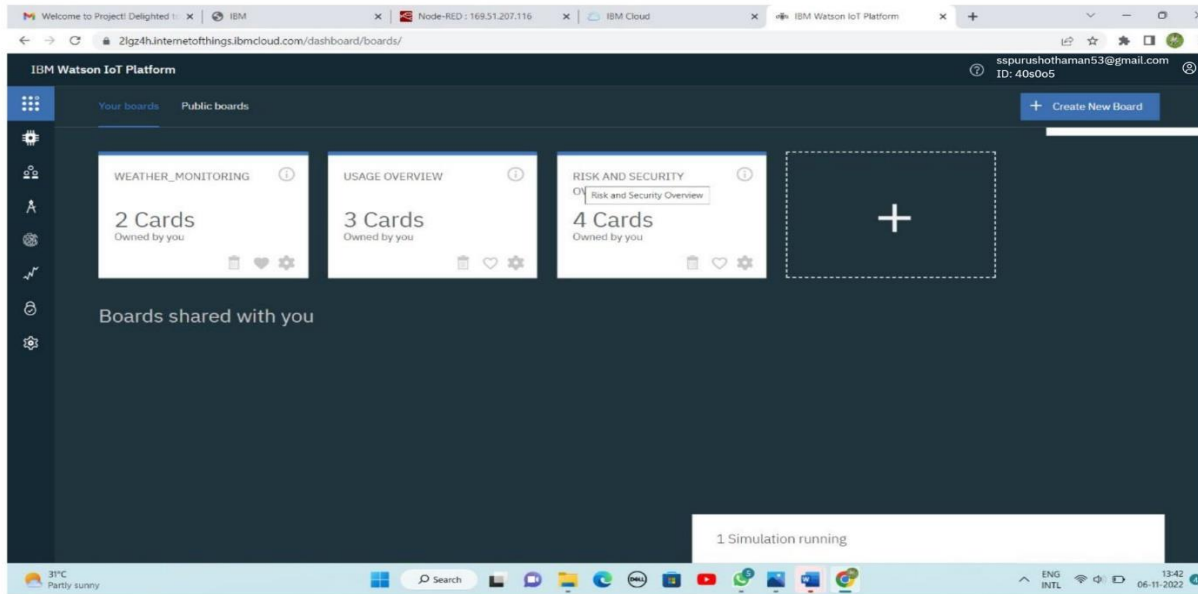 Welcome to Project! Delighted t
IBM
Node-RED : 169.51.207.116
IBM Cloud
IBM Watson IoT Platform
2lgz4h.internetofthings.ibmcloud.com/dashboard/boards/
IBM Watson IoT Platform
sspurushothaman53@gmail.com
ID: 40s0o5
Your boards
Public boards
+ Create New Board
WEATHER_MONITORING
2 Cards
Owned by you
USAGE OVERVIEW
3 Cards
Owned by you
RISK AND SECURITY
Risk and Security Overview
4 Cards
Owned by you
Boards shared with you
1 Simulation running
31°C
Partly sunny
Search
DELL
ENG
INTL
13:42
06-11-2022